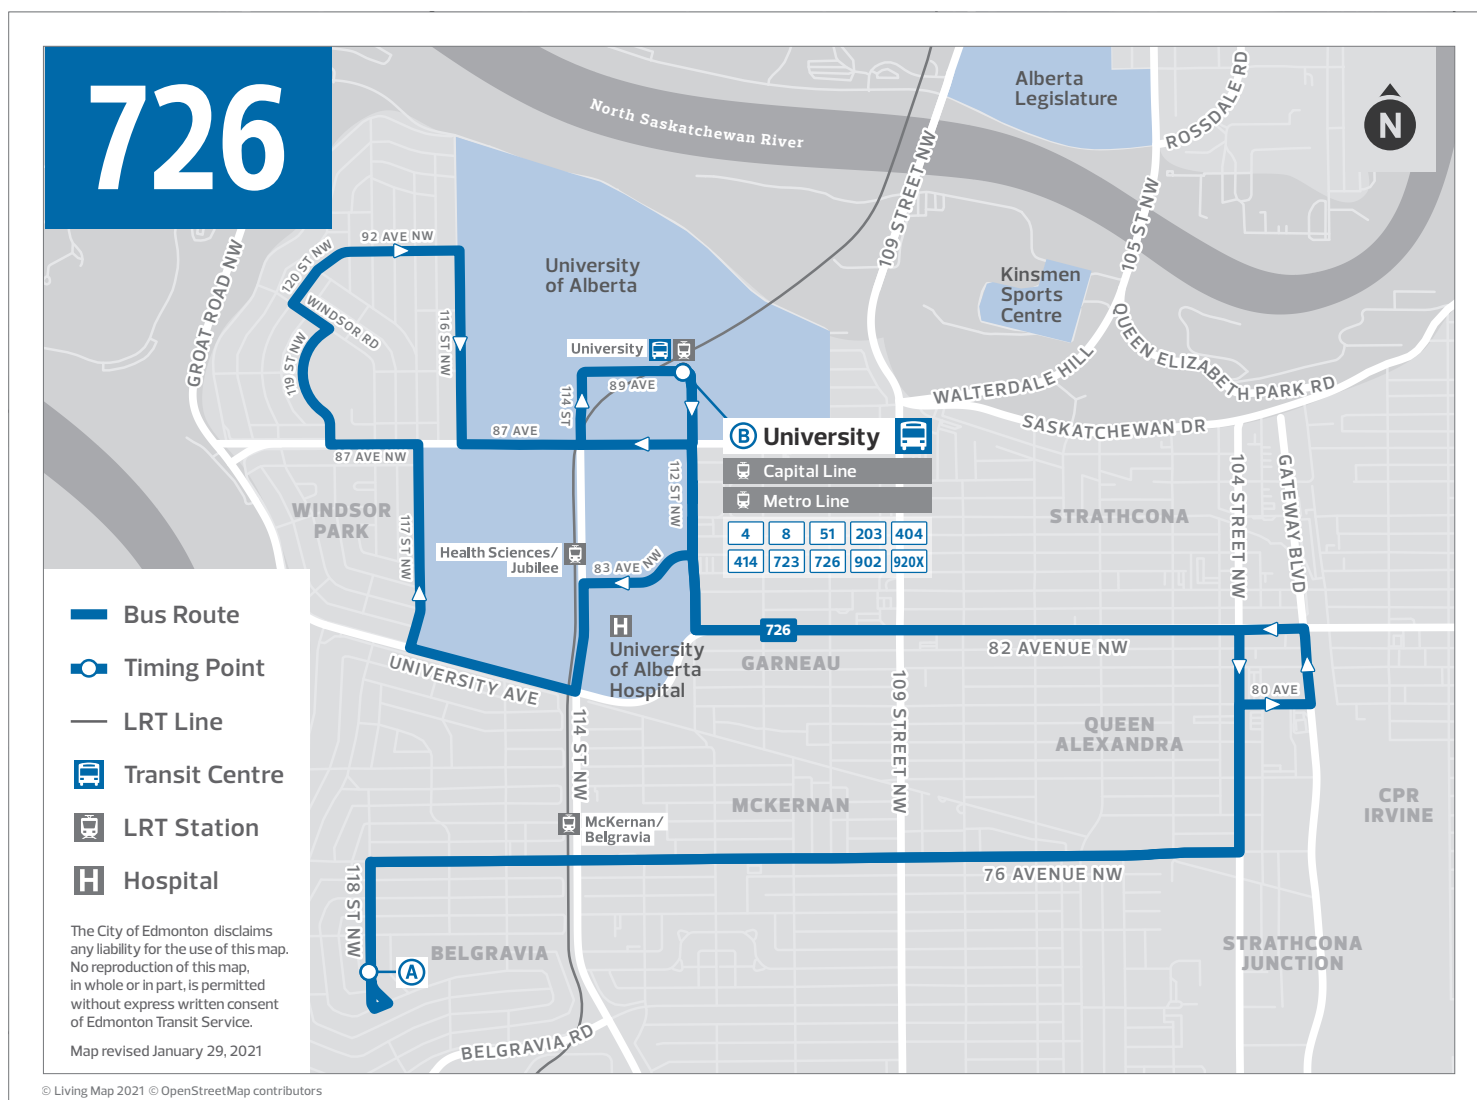 726
North Saskatchewan River
Alberta
Legislature
ROSSDALE RD
N
109 STREET NW
105 ST NW
GROAT ROAD NW
92 AVE NW
120 ST NW
WINDSOR RD
119 ST NW
116 ST NW
University
of Alberta
Kinsmen
Sports
Centre
QUEEN ELIZABETH PARK RD
WALTERDALE HILL
SASKATCHEWAN DR
University
89 AVE
114 ST
87 AVE
87 AVE NW
B University
Capital Line
Metro Line
4 8 51 203 404
414 723 726 902 920X
112 ST NW
104 STREET NW
GATEWAY BLVD
WINDSOR
PARK
STRATHCONA
117 ST NW
Health Sciences/
Jubilee
83 AVE NW
H
University
of Alberta
Hospital
726
82 AVENUE NW
GARNEAU
UNIVERSITY AVE
80 AVE
109 STREET NW
114 ST NW
QUEEN
ALEXANDRA
MCKERNAN
CPR
IRVINE
McKernan/
Belgravia
76 AVENUE NW
118 ST NW
BELGRAVIA
A
STRATHCONA
JUNCTION
BELGRAVIA RD
Bus Route
Timing Point
LRT Line
Transit Centre
LRT Station
H Hospital
The City of Edmonton disclaims
any liability for the use of this map.
No reproduction of this map,
in whole or in part, is permitted
without express written consent
of Edmonton Transit Service.
Map revised January 29, 2021
© Living Map 2021 © OpenStreetMap contributors